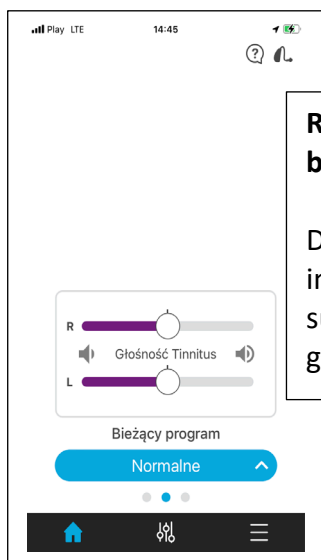 Play LTE 14:45
R
Głośność Tinnitus
L
Bieżący program
Normalne